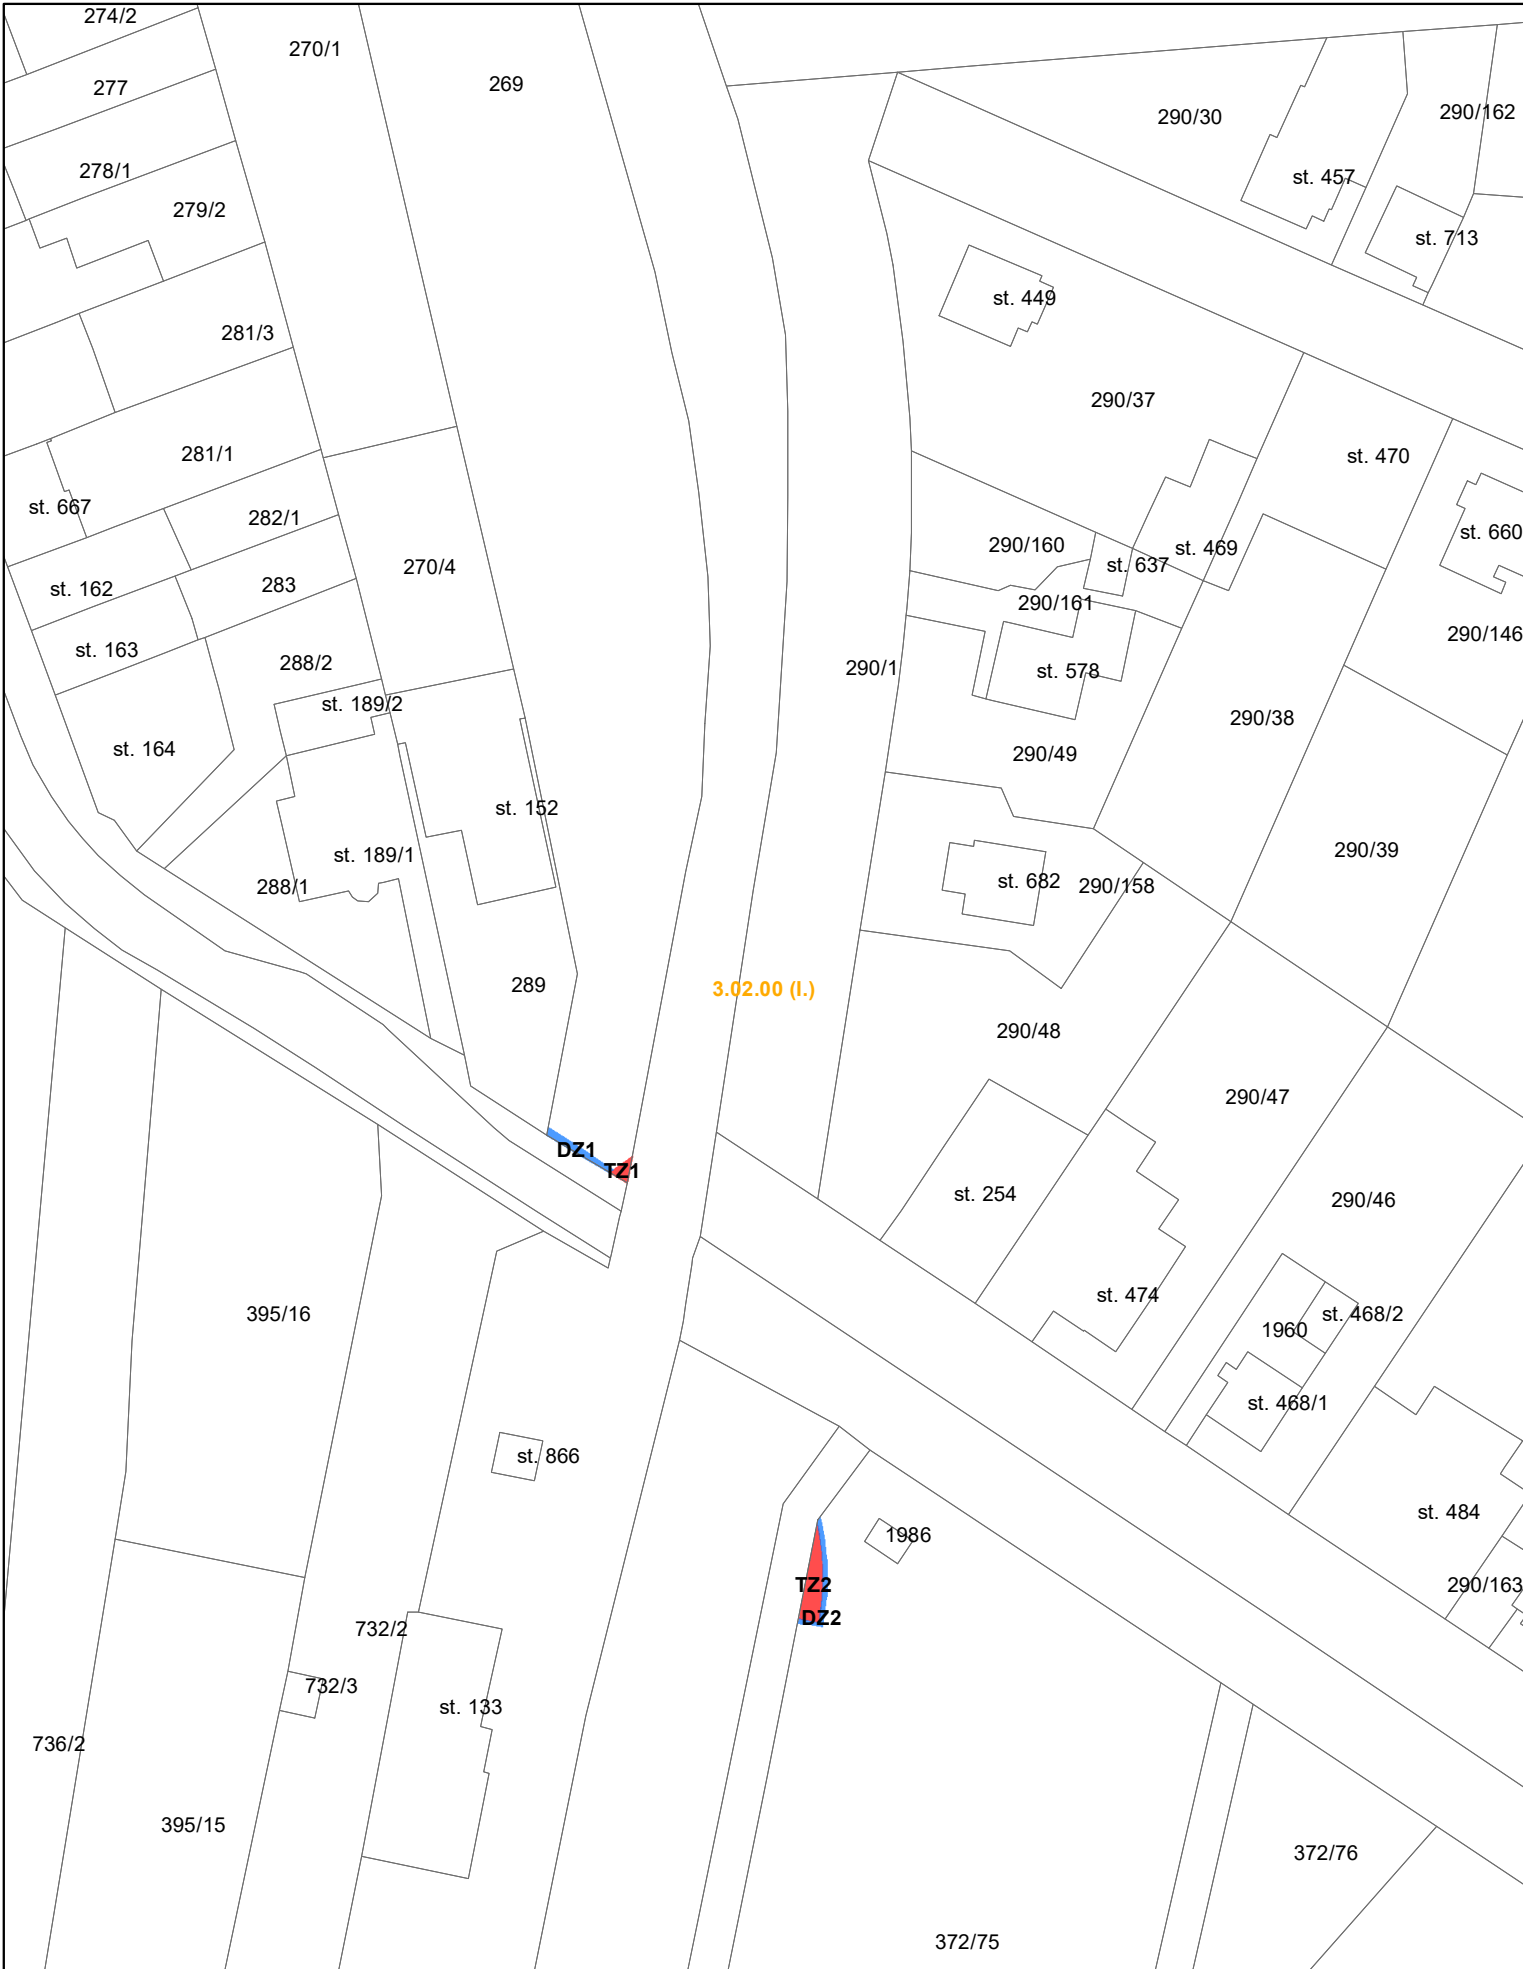 274/2
270/1
269
277
290/162
290/30
278/1
st. 457
279/2
st. 713
st. 449
281/3
290/37
281/1
st. 470
st. 667
282/1
st. 660
290/160
st. 469
st. 637
270/4
st. 162
283
290/161
290/146
st. 163
288/2
290/1
st. 578
st. 189/2
290/38
st. 164
290/49
st. 152
290/39
st. 189/1
st. 682
290/158
288/1
289
3.02.00 (I.)
290/48
290/47
DZ1
TZ1
st. 254
290/46
st. 474
395/16
st. 468/2
1960
st. 468/1
st. 866
st. 484
1986
TZ2
290/163
DZ2
732/2
732/3
st. 133
736/2
395/15
372/76
372/75